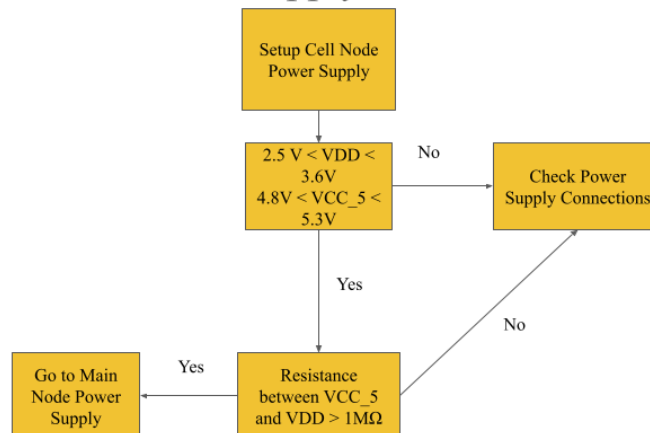 Setup Cell Node
Power Supply
2.5 V < VDD <
3.6V
4.8V < VCC_5 <
5.3V
No
Check Power
Supply Connections
Yes
No
Yes
Go to Main
Node Power
Supply
Resistance
between VCC_5
and VDD > 1MΩ